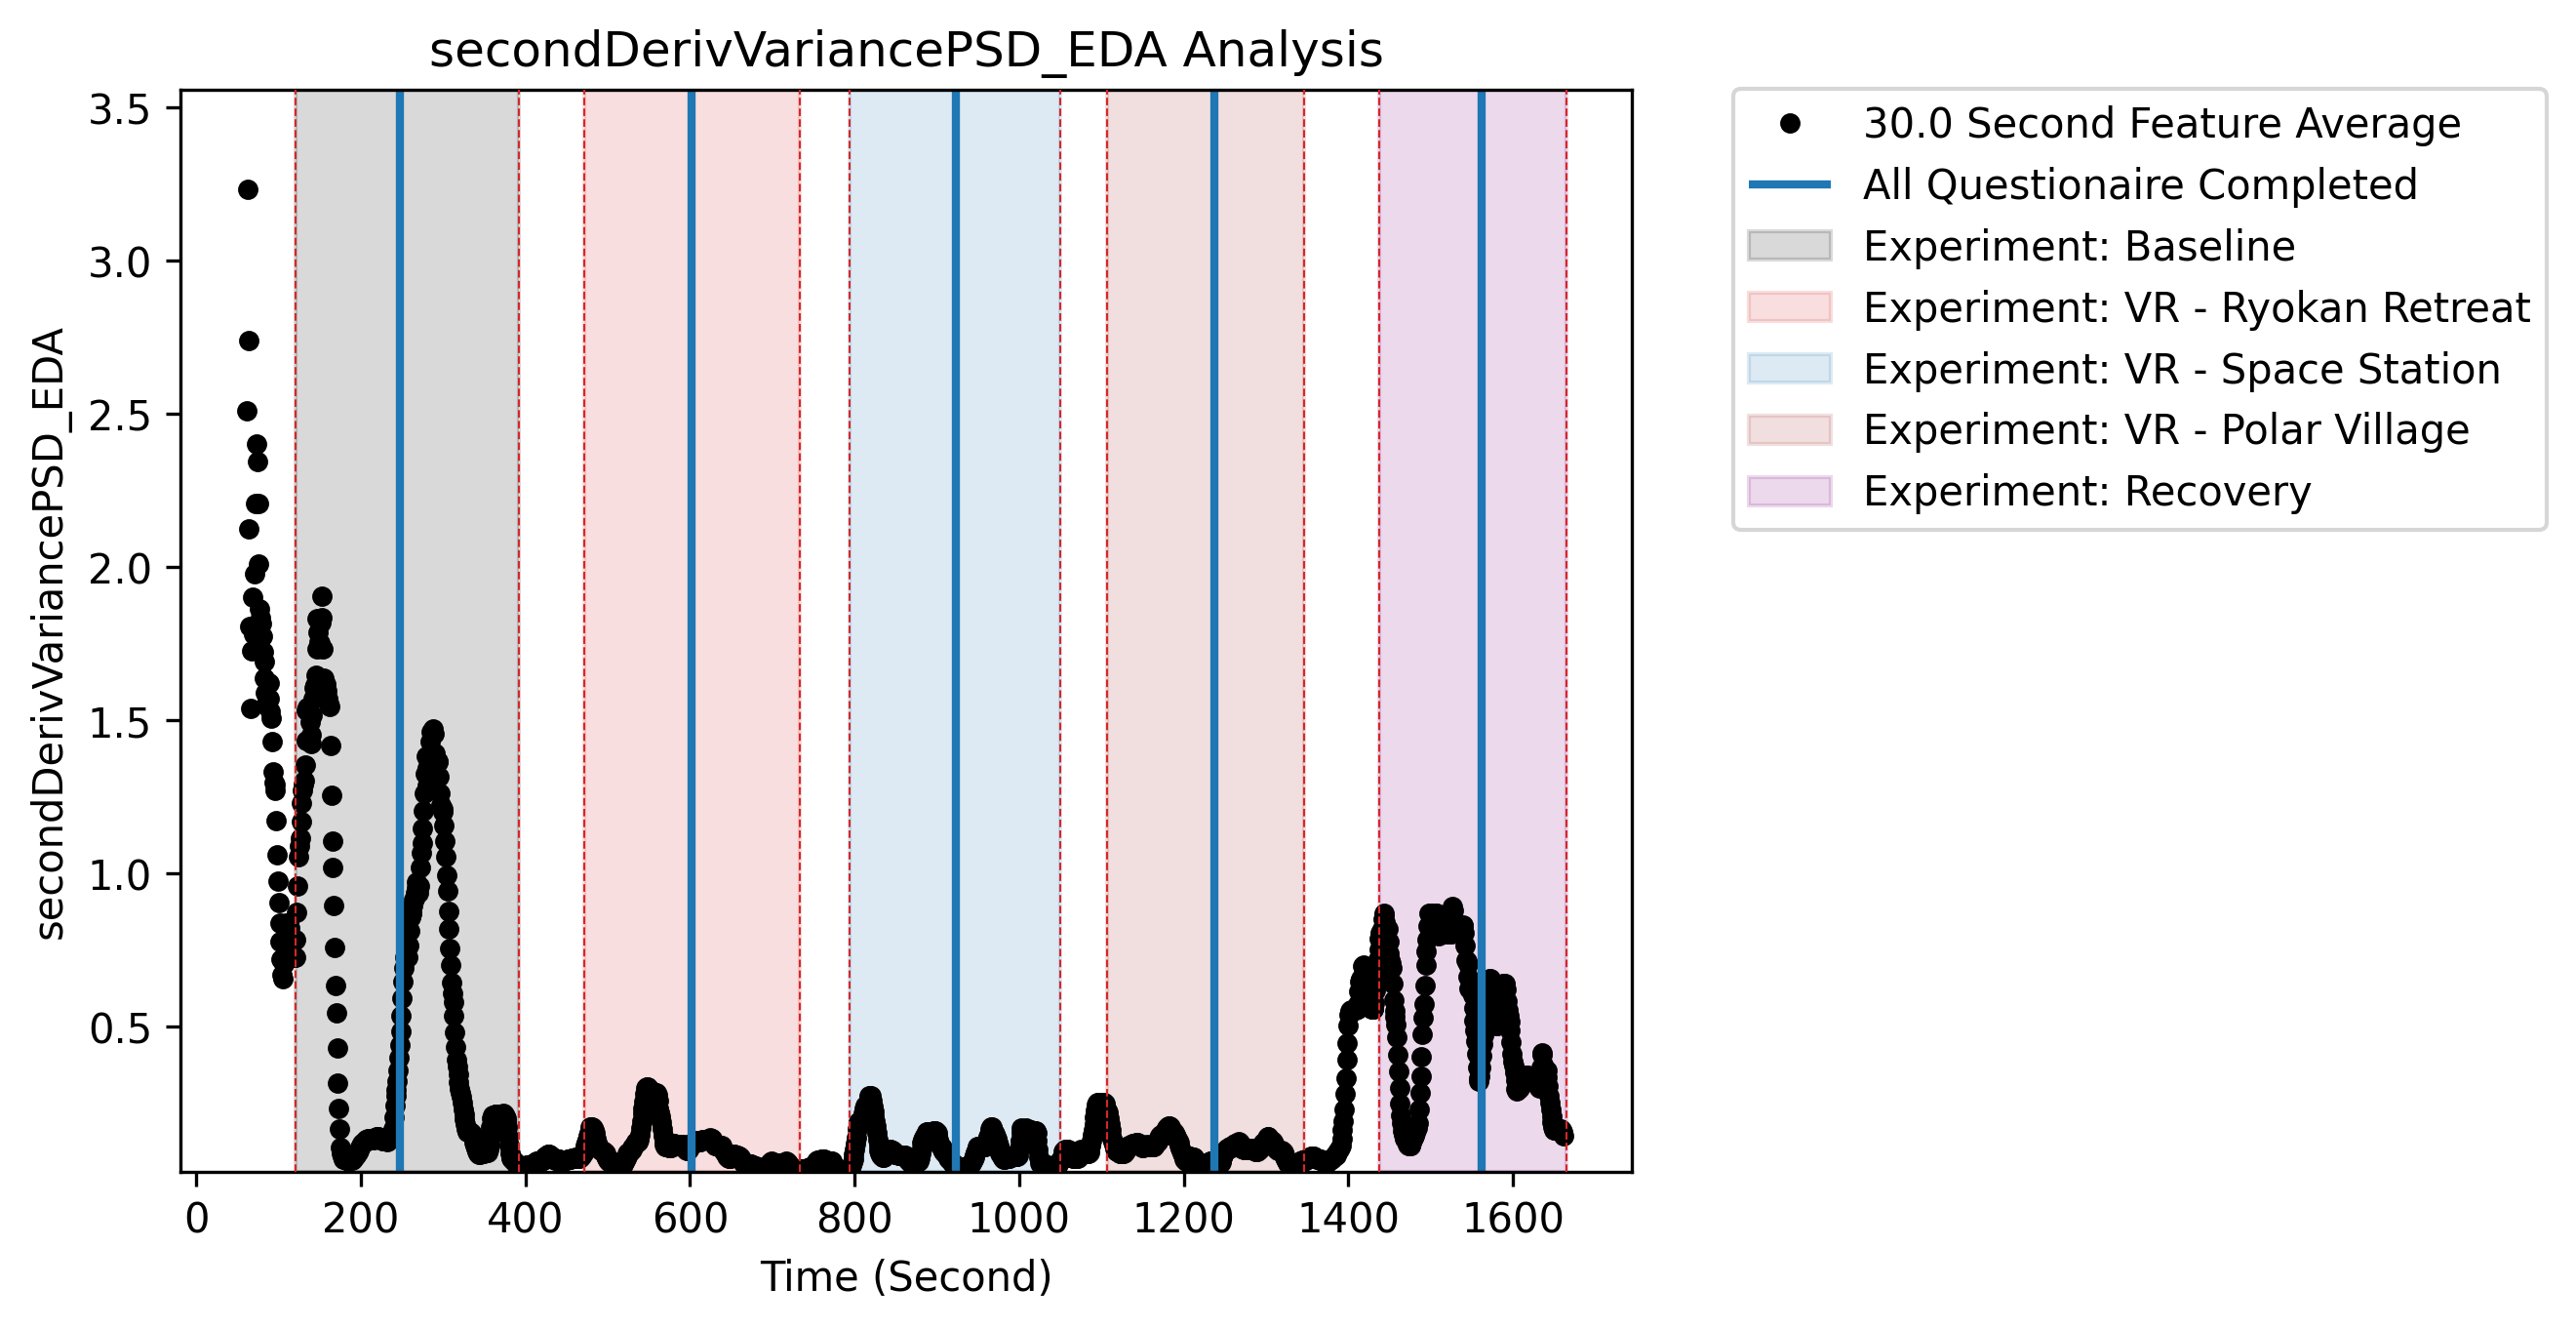 secondDerivVariancePSD_EDA Analysis
secondDerivVariancePSD_EDA
3.5
3.0
2.5
2.0
1.5
1.0
0.5
0 200 400 600 800 1000 1200 1400 1600
Time (Second)
30.0 Second Feature Average
All Questionaire Completed
Experiment: Baseline
Experiment: VR - Ryokan Retreat
Experiment: VR - Space Station
Experiment: VR - Polar Village
Experiment: Recovery